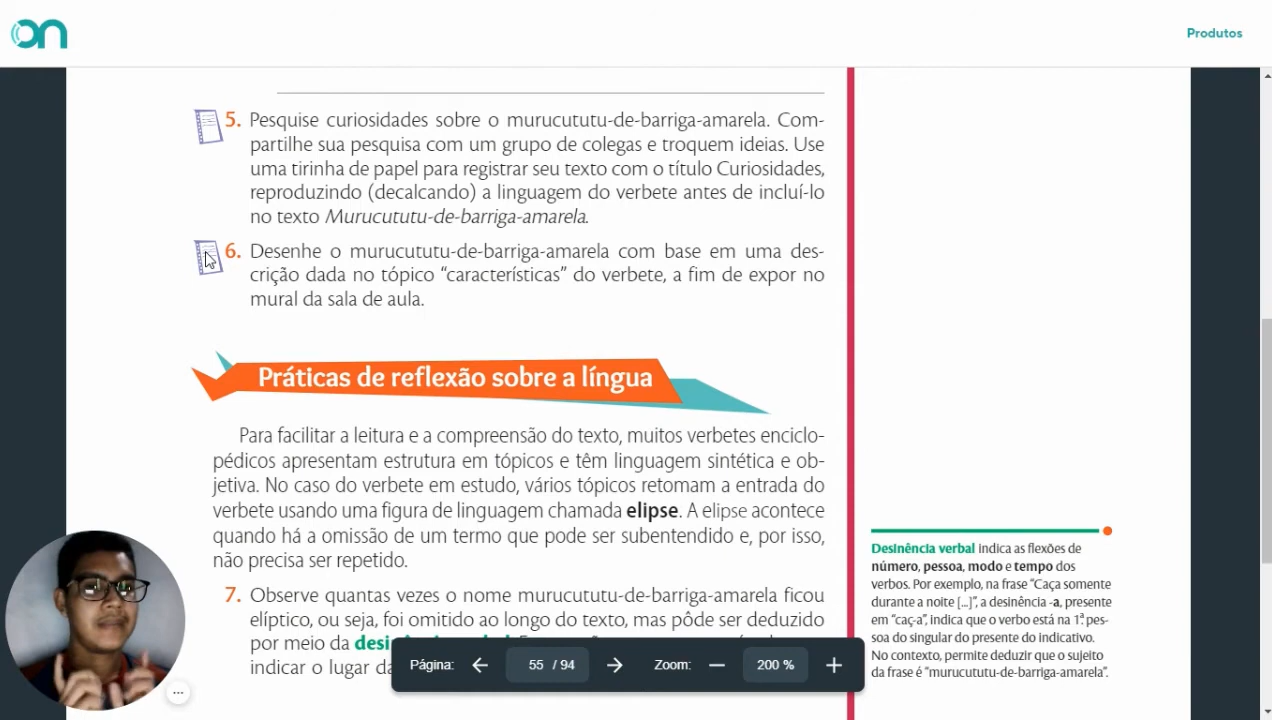 on
Produtos
5. Pesquise curiosidades sobre o murucututu-de-barriga-amarela. Com-
partilhe sua pesquisa com um grupo de colegas e troquem ideias. Use
uma tirinha de papel para registrar seu texto com o título Curiosidades,
reproduzindo (decalcando) a linguagem do verbete antes de incluí-lo
no texto Murucututu-de-barriga-amarela.
6. Desenhe o murucututu-de-barriga-amarela com base em uma des-
crição dada no tópico “características” do verbete, a fim de expor no
mural da sala de aula.
Práticas de reflexão sobre a língua
Para facilitar a leitura e a compreensão do texto, muitos verbetes enciclo-
pédicos apresentam estrutura em tópicos e têm linguagem sintética e ob-
jetiva. No caso do verbete em estudo, vários tópicos retomam a entrada do
verbete usando uma figura de linguagem chamada elipse. A elipse acontece
quando há a omissão de um termo que pode ser subentendido e, por isso,
não precisa ser repetido.
7. Observe quantas vezes o nome murucututu-de-barriga-amarela ficou
elíptico, ou seja, foi omitido ao longo do texto, mas pôde ser deduzido
por meio da
indicar o lugar
Desinência verbal indica as flexões de
número, pessoa, modo e tempo dos
verbos. Por exemplo, na frase “Caça somente
durante a noite [...]”, a desinência -a, presente
em “caç-a”, indica que o verbo está na 1ª. pes-
soa do singular do presente do indicativo.
No contexto, permite deduzir que o sujeito
da frase é “murucututu-de-barriga-amarela”.
Página: 55 / 94 Zoom: 200 %